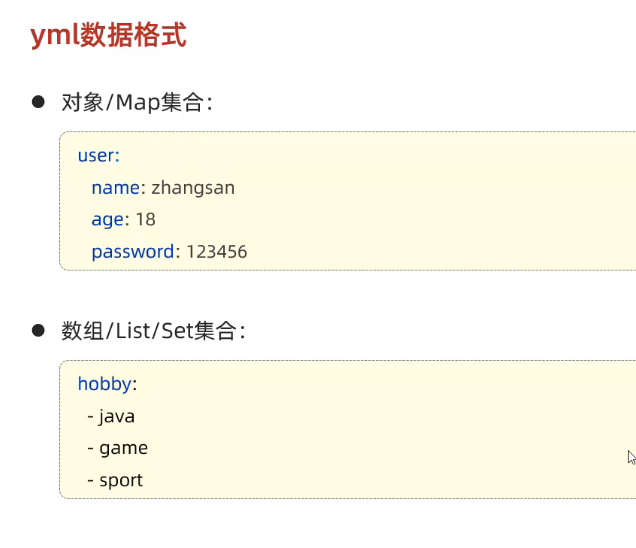 yml数据格式
● 对象/Map集合：
user:
  name: zhangsan
  age: 18
  password: 123456
● 数组/List/Set集合：
hobby:
  - java
  - game
  - sport